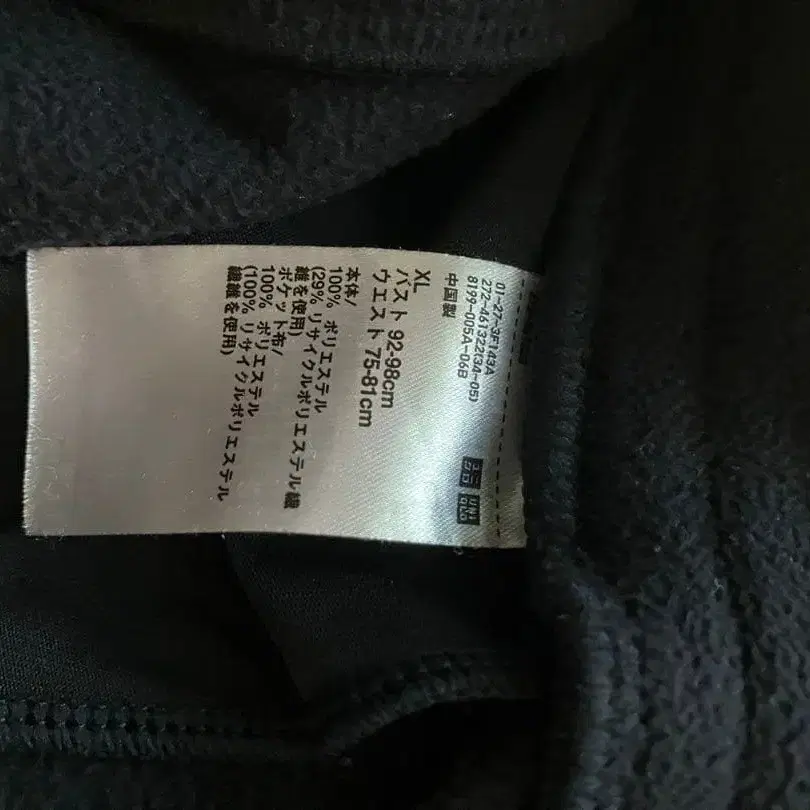 ユニ
クロ
UNI
QLO
01-27-3F143A
272-461522(34-05)
8199-005A-06B
中国製
XL
バスト 92-98cm
ウエスト 75-81cm
本体/
100% ポリエステル
(29% リサイクルポリエステル繊
維を使用)
ポケット布/
100% ポリエステル
(100% リサイクルポリエステル
繊維を使用)